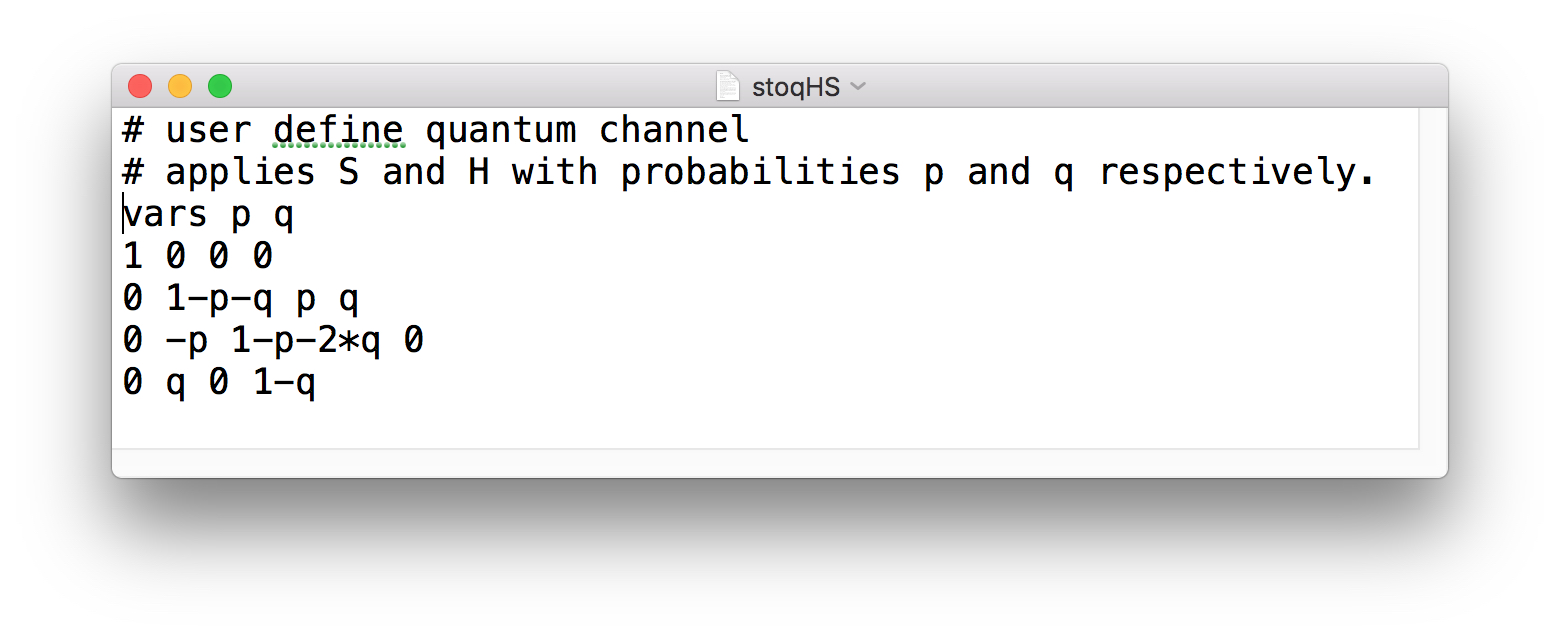 stoqHS
# user define quantum channel
# applies S and H with probabilities p and q respectively.
vars p q
1 0 0 0
0 1-p-q p q
0 -p 1-p-2*q 0
0 q 0 1-q